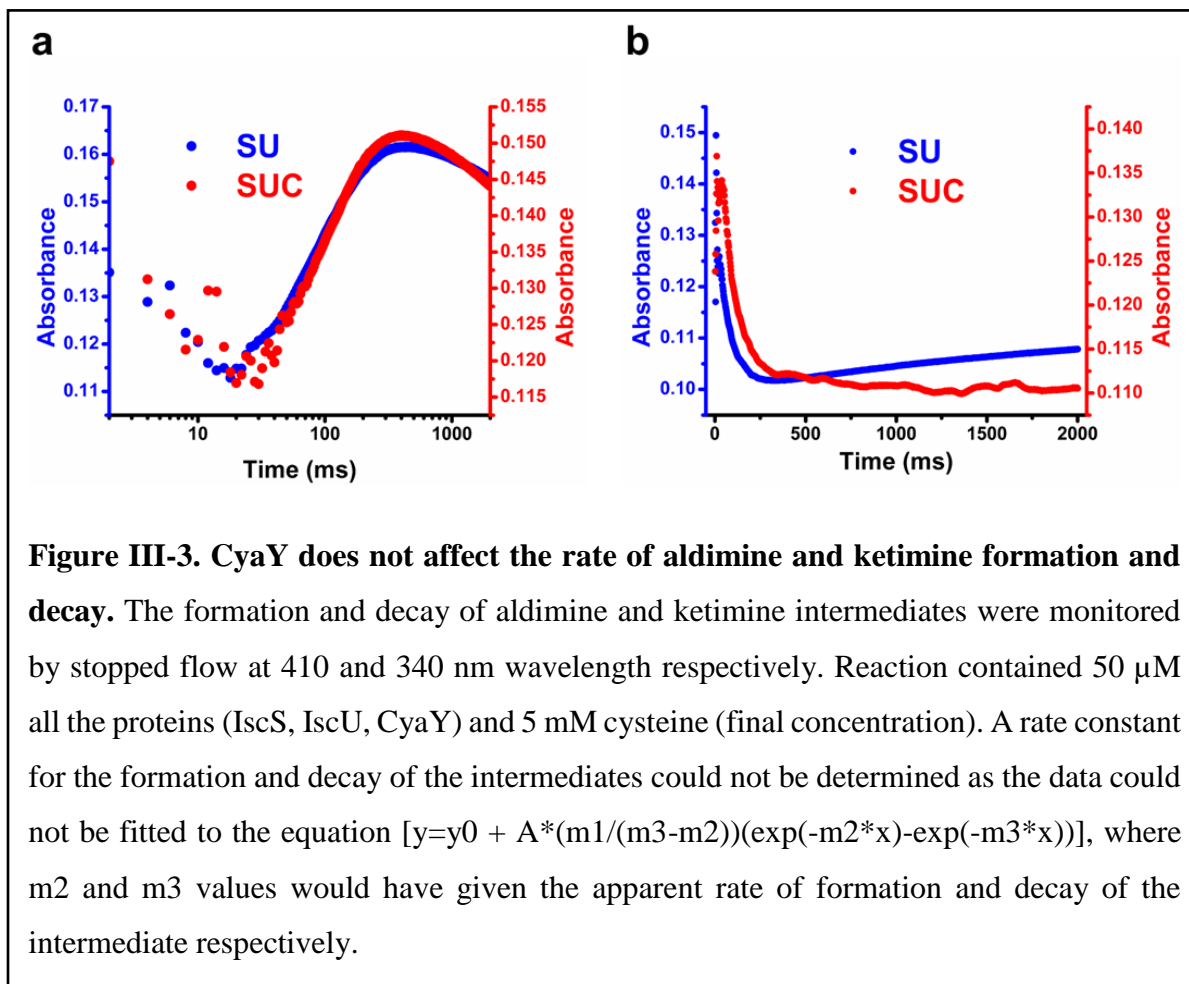 a
b
0.17
0.16
0.15
0.14
0.13
0.12
0.11
Absorbance
SU
SUC
0.155
0.150
0.145
0.140
0.135
0.130
0.125
0.120
0.115
Absorbance
10
100
1000
Time (ms)
0.15
0.14
0.13
0.12
0.11
0.10
Absorbance
SU
SUC
0.140
0.135
0.130
0.125
0.120
0.115
0.110
Absorbance
0
500
1000
1500
2000
Time (ms)
Figure III-3. CyaY does not affect the rate of aldimine and ketimine formation and
decay. The formation and decay of aldimine and ketimine intermediates were monitored
by stopped flow at 410 and 340 nm wavelength respectively. Reaction contained 50 µM
all the proteins (IscS, IscU, CyaY) and 5 mM cysteine (final concentration). A rate constant
for the formation and decay of the intermediates could not be determined as the data could
not be fitted to the equation [y=y0 + A*(m1/(m3-m2))(exp(-m2*x)-exp(-m3*x))], where
m2 and m3 values would have given the apparent rate of formation and decay of the
intermediate respectively.